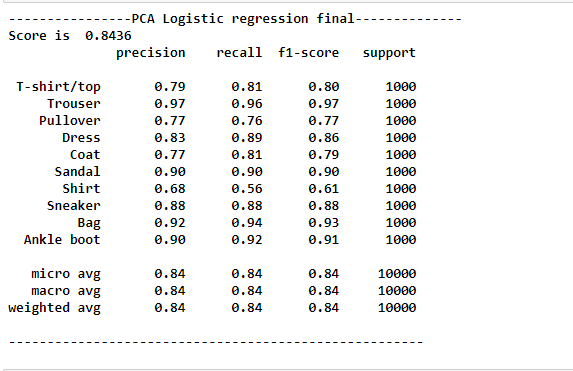 ----------------PCA Logistic regression final--------------
Score is  0.8436
              precision    recall  f1-score   support

 T-shirt/top       0.79      0.81      0.80      1000
     Trouser       0.97      0.96      0.97      1000
    Pullover       0.77      0.76      0.77      1000
       Dress       0.83      0.89      0.86      1000
        Coat       0.77      0.81      0.79      1000
      Sandal       0.90      0.90      0.90      1000
       Shirt       0.68      0.56      0.61      1000
     Sneaker       0.88      0.88      0.88      1000
         Bag       0.92      0.94      0.93      1000
  Ankle boot       0.90      0.92      0.91      1000

   micro avg       0.84      0.84      0.84     10000
   macro avg       0.84      0.84      0.84     10000
weighted avg       0.84      0.84      0.84     10000

------------------------------------------------------